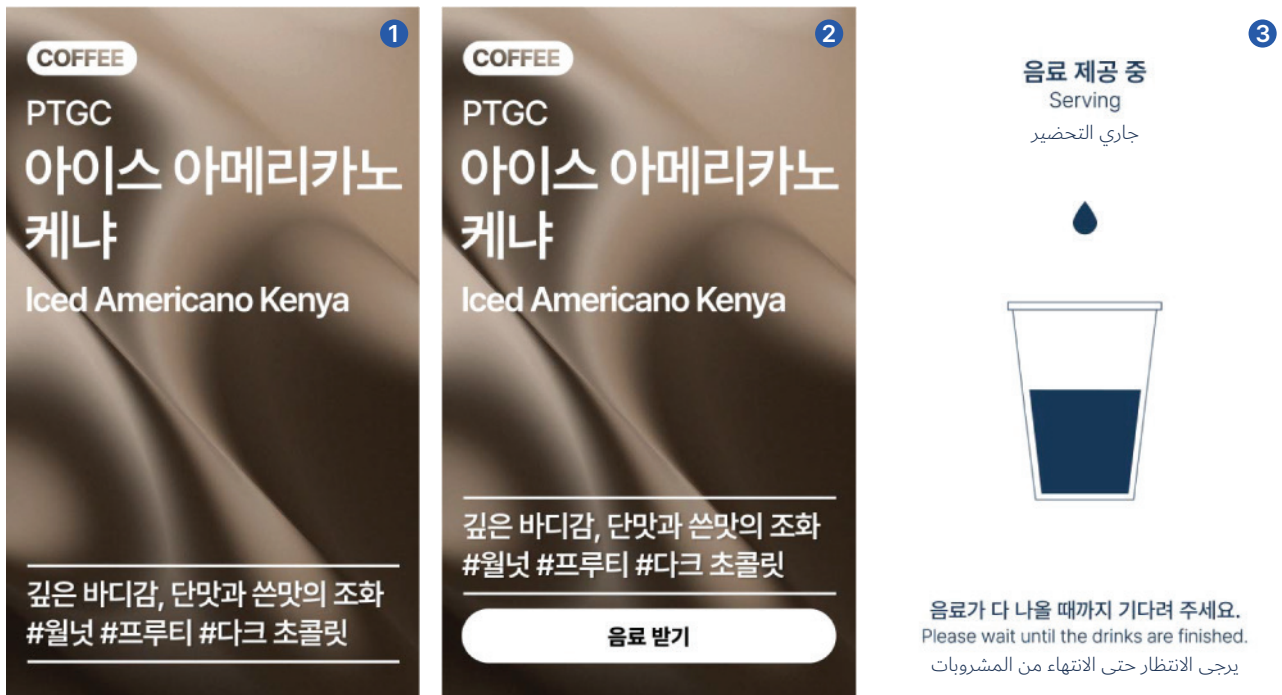 1
COFFEE
PTGC
아이스 아메리카노
케냐
Iced Americano Kenya
깊은 바디감, 단맛과 쓴맛의 조화
#월넛 #프루티 #다크 초콜릿
2
COFFEE
PTGC
아이스 아메리카노
케냐
Iced Americano Kenya
깊은 바디감, 단맛과 쓴맛의 조화
#월넛 #프루티 #다크 초콜릿
음료 받기
3
음료 제공 중
Serving
جاري التحضير
음료가 다 나올 때까지 기다려 주세요.
Please wait until the drinks are finished.
يرجى الانتظار حتى الانتهاء من المشروبات